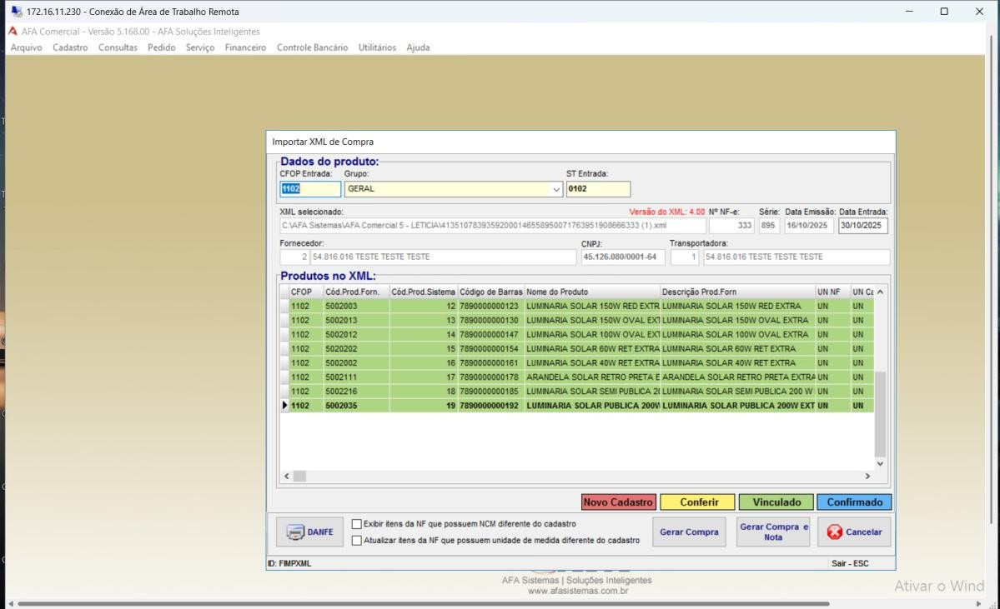 172.16.11.230 - Conexão de Área de Trabalho Remota
AFA Comercial - Versão 5.168.00 - AFA Soluções Inteligentes
Arquivo Cadastro Consultas Pedido Serviço Financeiro Controle Bancário Utilitários Ajuda
Importar XML de Compra
Dados do produto:
CFOP Entrada: Grupo: ST Entrada:
1102 GERAL 0102
XML selecionado: Versão do XML: 4.00 Nº NF-e: Série: Data Emissão: Data Entrada:
C:\AFA Sistemas\AFA Comercial 5 - LETICIA\41351078393592000146558950071763951908666333 (1).xml 333 895 16/10/2025 30/10/2025
Fornecedor: CNPJ: Transportadora:
2 54.816.016 TESTE TESTE TESTE 45.126.080/0001-64 1 54.816.016 TESTE TESTE TESTE
Produtos no XML:
CFOP Cód.Prod.Forn. Cód.Prod.Sistema Código de Barras Nome do Produto Descrição Prod.Forn UN NF UN Ca
1102 5002003 12 7890000000123 LUMINARIA SOLAR 150W RED EXTR LUMINARIA SOLAR 150W RED EXTRA UN UN
1102 5002013 13 7890000000130 LUMINARIA SOLAR 150W OVAL EXT LUMINARIA SOLAR 150W OVAL EXTRA UN UN
1102 5002012 14 7890000000147 LUMINARIA SOLAR 100W OVAL EXT LUMINARIA SOLAR 100W OVAL EXTRA UN UN
1102 5020202 15 7890000000154 LUMINARIA SOLAR 60W RET EXTRA LUMINARIA SOLAR 60W RET EXTRA UN UN
1102 5002002 16 7890000000161 LUMINARIA SOLAR 40W RET EXTRA LUMINARIA SOLAR 40W RET EXTRA UN UN
1102 5002111 17 7890000000178 ARANDELA SOLAR RETRO PRETA E ARANDELA SOLAR RETRO PRETA EXTRA UN UN
1102 5002216 18 7890000000185 LUMINARIA SOLAR SEMI PUBLICA 20 LUMINARIA SOLAR SEMI PUBLICA 200 W UN UN
1102 5002035 19 7890000000192 LUMINARIA SOLAR PUBLICA 200W LUMINARIA SOLAR PUBLICA 200W EXT UN UN
Novo Cadastro Conferir Vinculado Confirmado
DANFE
Exibir itens da NF que possuem NCM diferente do cadastro
Atualizar itens da NF que possuem unidade de medida diferente do cadastro
Gerar Compra
Gerar Compra e
Nota
Cancelar
ID: FIMPXML Sair - ESC
AFA Sistemas | Soluções Inteligentes
www.afasistemas.com.br
Ativar o Wind